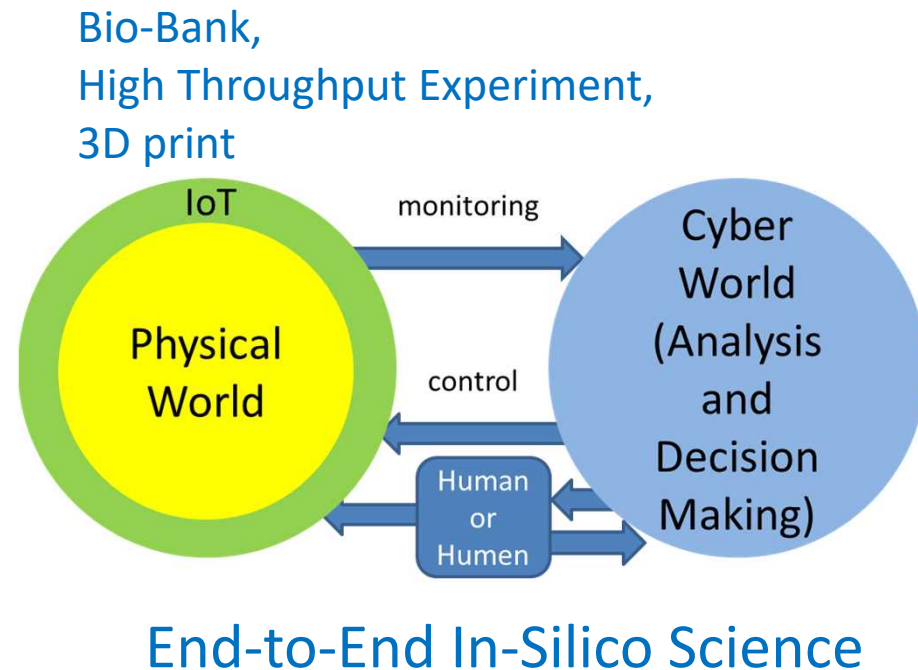 Bio-Bank,
High Throughput Experiment,
3D print
IoT
monitoring
Physical
World
control
Cyber
World
(Analysis
and
Decision
Making)
Human
or
Humen
End-to-End In-Silico Science